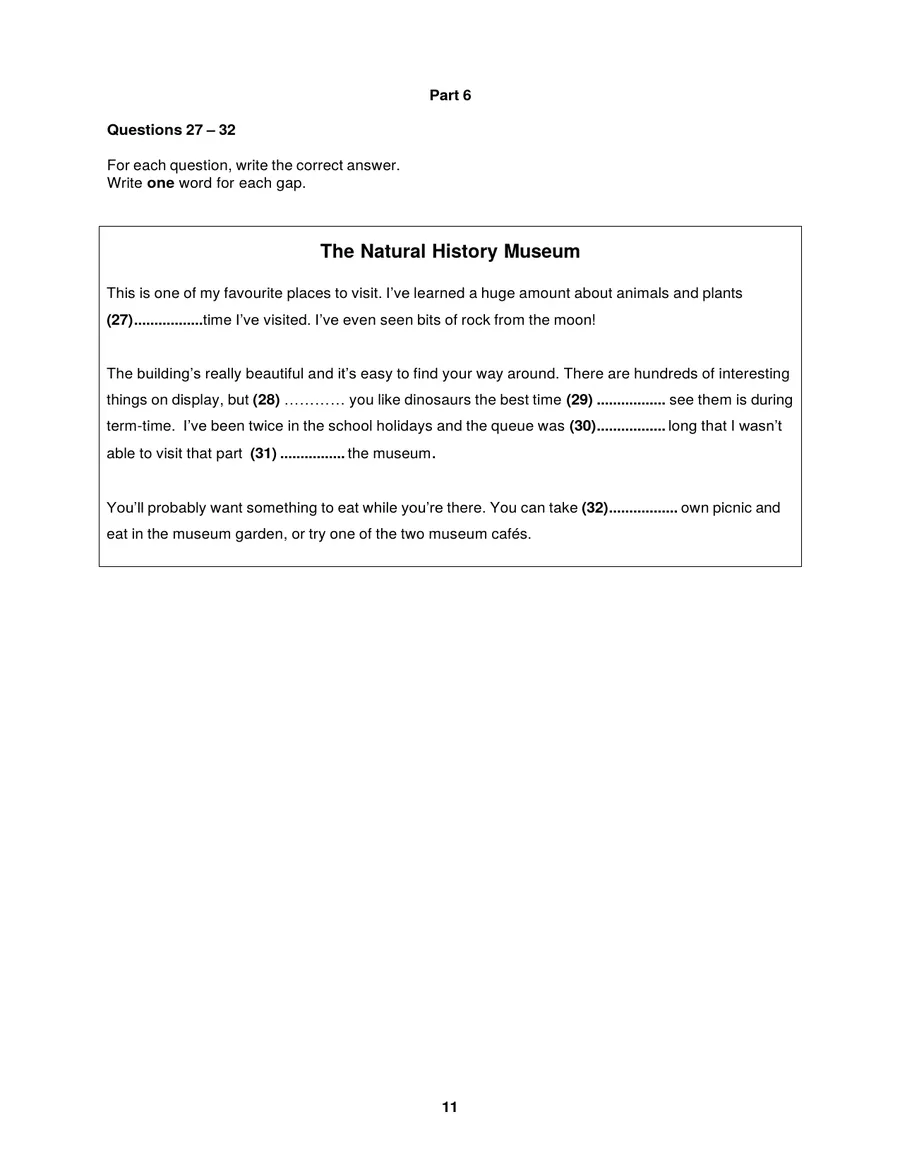 Part 6
Questions 27 – 32
For each question, write the correct answer.
Write one word for each gap.
The Natural History Museum
This is one of my favourite places to visit. I’ve learned a huge amount about animals and plants
(27).................time I’ve visited. I’ve even seen bits of rock from the moon!
The building’s really beautiful and it’s easy to find your way around. There are hundreds of interesting
things on display, but (28) ………… you like dinosaurs the best time (29) ................. see them is during
term-time.  I’ve been twice in the school holidays and the queue was (30)................. long that I wasn’t
able to visit that part  (31) ................ the museum.
You’ll probably want something to eat while you’re there. You can take (32)................. own picnic and
eat in the museum garden, or try one of the two museum cafés.
11